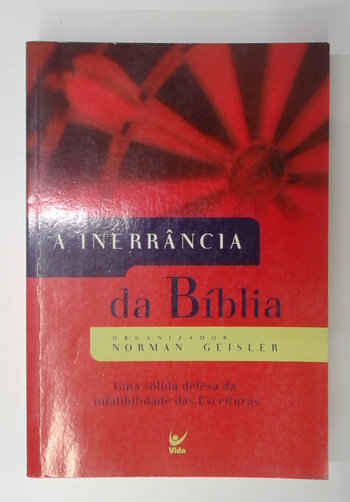 A INERRÂNCIA
da Bíblia
ORGANIZADOR
NORMAN GEISLER
Uma sólida defesa da
infalibilidade das Escrituras
Vida